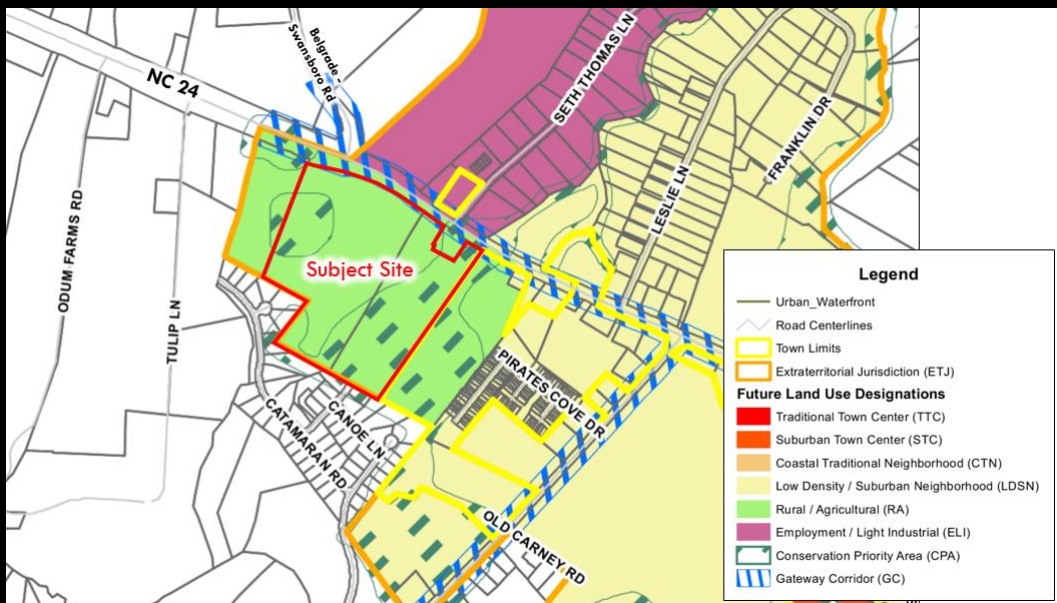 NC 24
Belgrade -
Swansboro Rd
SETH THOMAS LN
LESLIE LN
FRANKLIN DR
ODUM FARMS RD
TULIP LN
Subject Site
PIRATES COVE DR
CANOE LN
CATAMARAN RD
OLD CARNEY RD
Legend
Urban_Waterfront
Road Centerlines
Town Limits
Extraterritorial Jurisdiction (ETJ)
Future Land Use Designations
Traditional Town Center (TTC)
Suburban Town Center (STC)
Coastal Traditional Neighborhood (CTN)
Low Density / Suburban Neighborhood (LDSN)
Rural / Agricultural (RA)
Employment / Light Industrial (ELI)
Conservation Priority Area (CPA)
Gateway Corridor (GC)